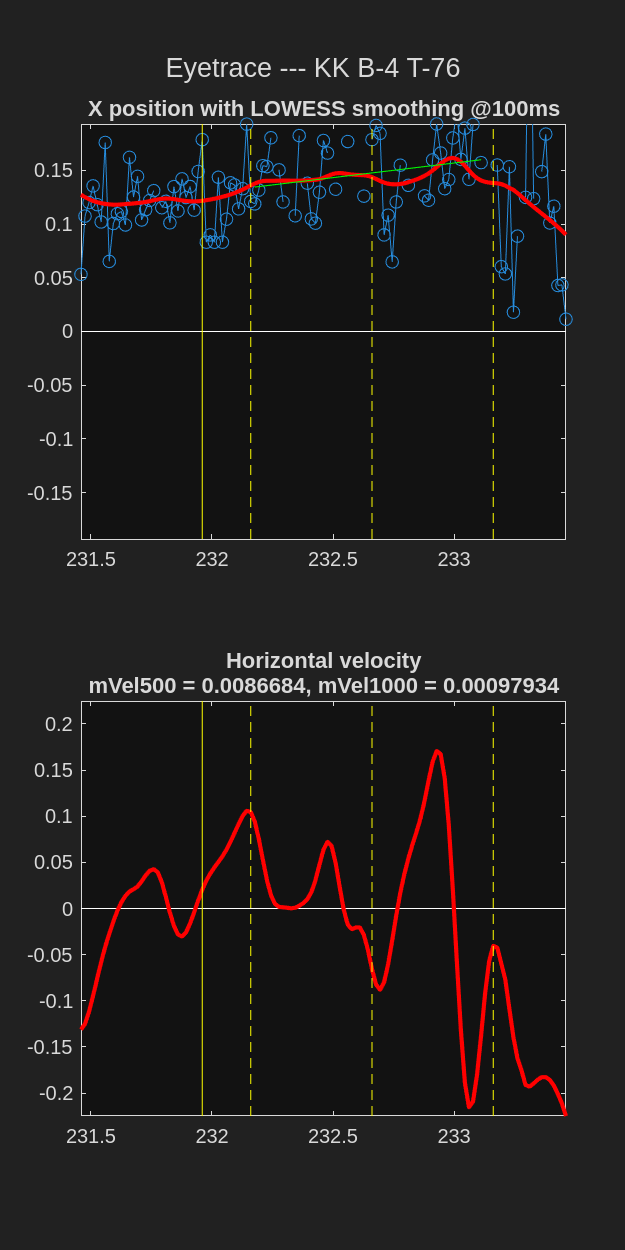 Eyetrace --- KK B-4 T-76
X position with LOWESS smoothing @100ms
0.15
0.1
0.05
0
-0.05
-0.1
-0.15
231.5 232 232.5 233
Horizontal velocity
mVel500 = 0.0086684, mVel1000 = 0.00097934
0.2
0.15
0.1
0.05
0
-0.05
-0.1
-0.15
-0.2
231.5 232 232.5 233